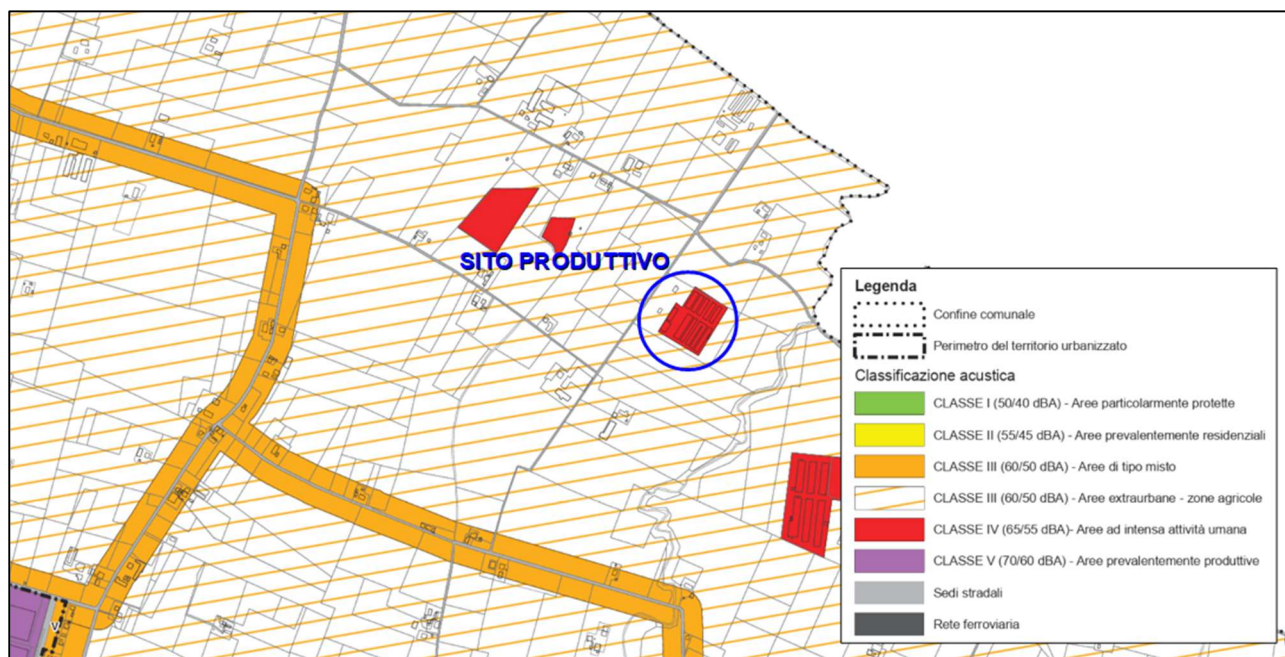 SITO PRODUTTIVO
Legenda
Confine comunale
Perimetro del territorio urbanizzato
Classificazione acustica
CLASSE I (50/40 dBA) - Aree particolarmente protette
CLASSE II (55/45 dBA) - Aree prevalentemente residenziali
CLASSE III (60/50 dBA) - Aree di tipo misto
CLASSE III (60/50 dBA) - Aree extraurbane - zone agricole
CLASSE IV (65/55 dBA)- Aree ad intensa attività umana
CLASSE V (70/60 dBA) - Aree prevalentemente produttive
Sedi stradali
Rete ferroviaria
V